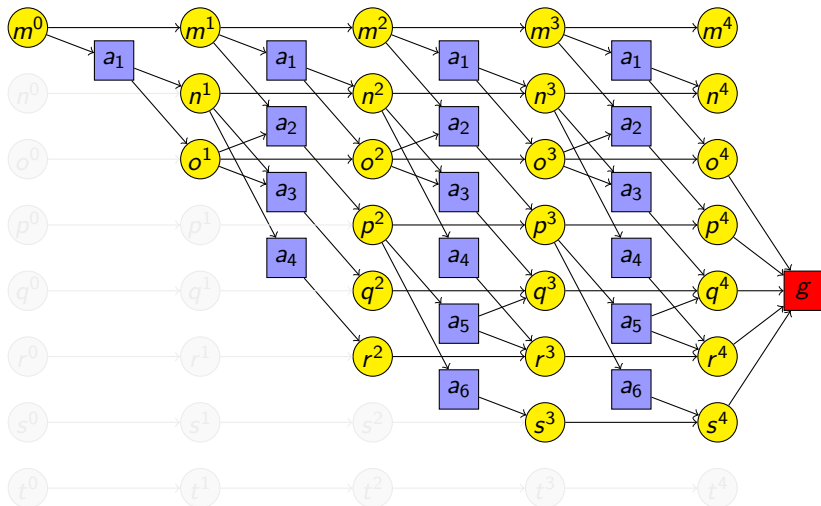 m⁰ m¹ m² m³ m⁴
a₁ a₁ a₁ a₁
n⁰ n¹ n² n³ n⁴
a₂ a₂ a₂
o⁰ o¹ o² o³ o⁴
a₃ a₃ a₃
p⁰ p¹ p² p³ p⁴
a₄ a₄ a₄
q⁰ q¹ q² q³ q⁴ g
a₅ a₅
r⁰ r¹ r² r³ r⁴
a₆ a₆
s⁰ s¹ s² s³ s⁴
t⁰ t¹ t² t³ t⁴